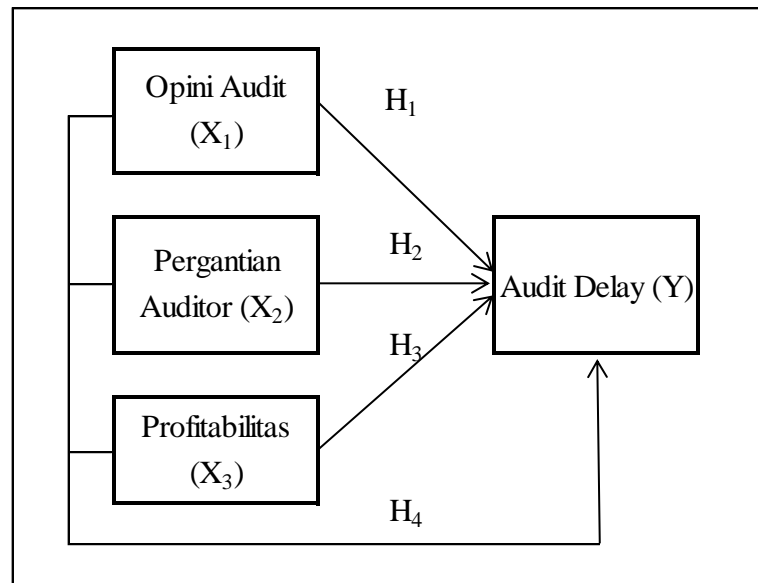 Opini Audit
(X₁)
H₁
Pergantian
Auditor (X₂)
H₂
Audit Delay (Y)
H₃
Profitabilitas
(X₃)
H₄